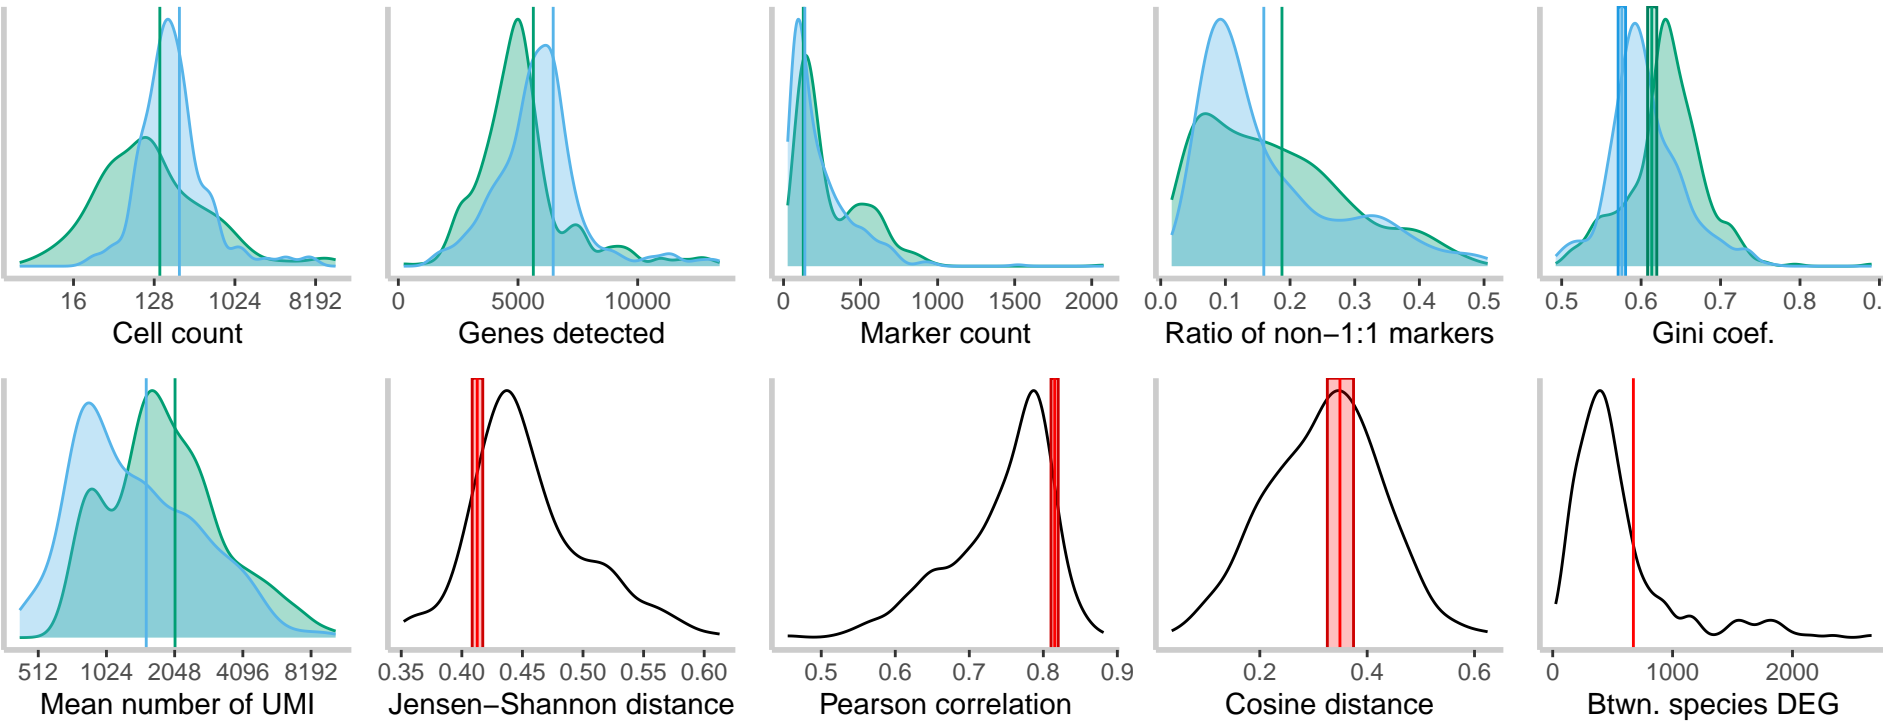 16 128 1024 8192
Cell count
0 5000 10000
Genes detected
0 500 1000 1500 2000
Marker count
0.0 0.1 0.2 0.3 0.4 0.5
Ratio of non−1:1 markers
0.5 0.6 0.7 0.8 0.
Gini coef.
512 1024 2048 4096 8192
Mean number of UMI
0.35 0.40 0.45 0.50 0.55 0.60
Jensen−Shannon distance
0.5 0.6 0.7 0.8 0.9
Pearson correlation
0.2 0.4 0.6
Cosine distance
0 1000 2000
Btwn. species DEG